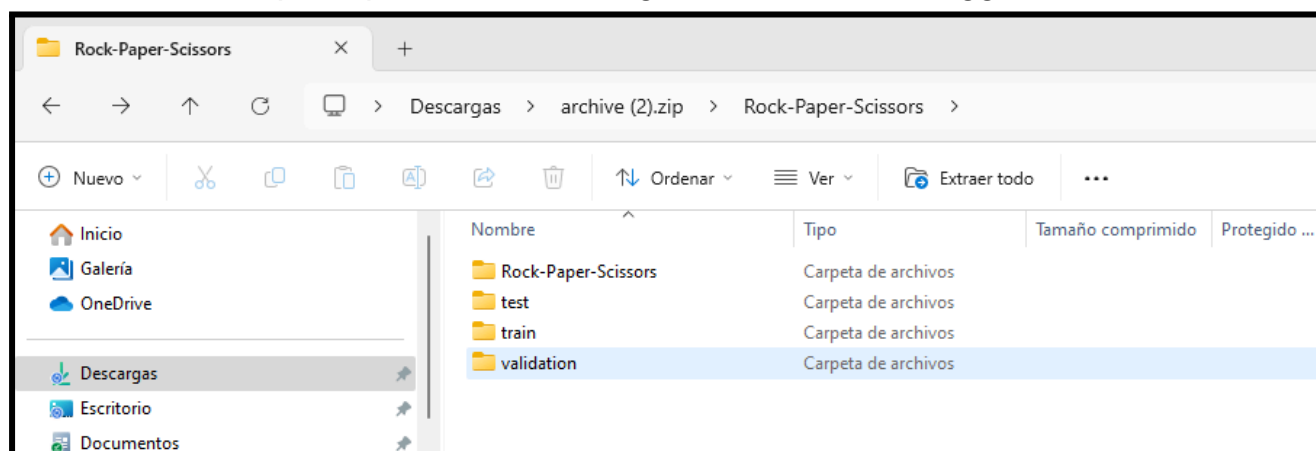 Rock-Paper-Scissors
Descargas > archive (2).zip > Rock-Paper-Scissors >
Nuevo Ordenar Ver Extraer todo ...
Nombre Tipo Tamaño comprimido Protegido ...
Inicio
Galería
OneDrive
Descargas
Escritorio
Documentos
Rock-Paper-Scissors Carpeta de archivos
test Carpeta de archivos
train Carpeta de archivos
validation Carpeta de archivos